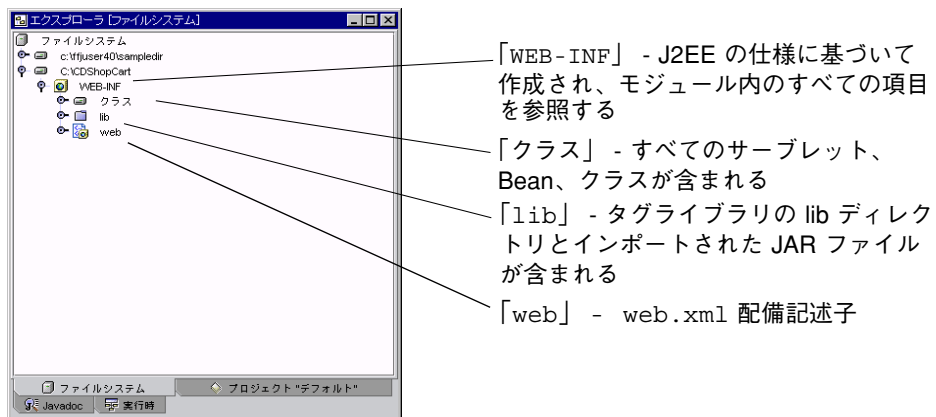 エクスプローラ [ファイルシステム]
ファイルシステム
c:\ffjuser40\sampledir
C:\CDShopCart
WEB-INF
クラス
lib
web
ファイルシステム
プロジェクト "デフォルト"
Javadoc
実行時
「WEB-INF」 - J2EE の仕様に基づいて
作成され、モジュール内のすべての項目
を参照する
「クラス」 - すべてのサーブレット、
Bean、クラスが含まれる
「lib」 - タグライブラリの lib ディレク
トリとインポートされた JAR ファイル
が含まれる
「web」 - web.xml 配備記述子